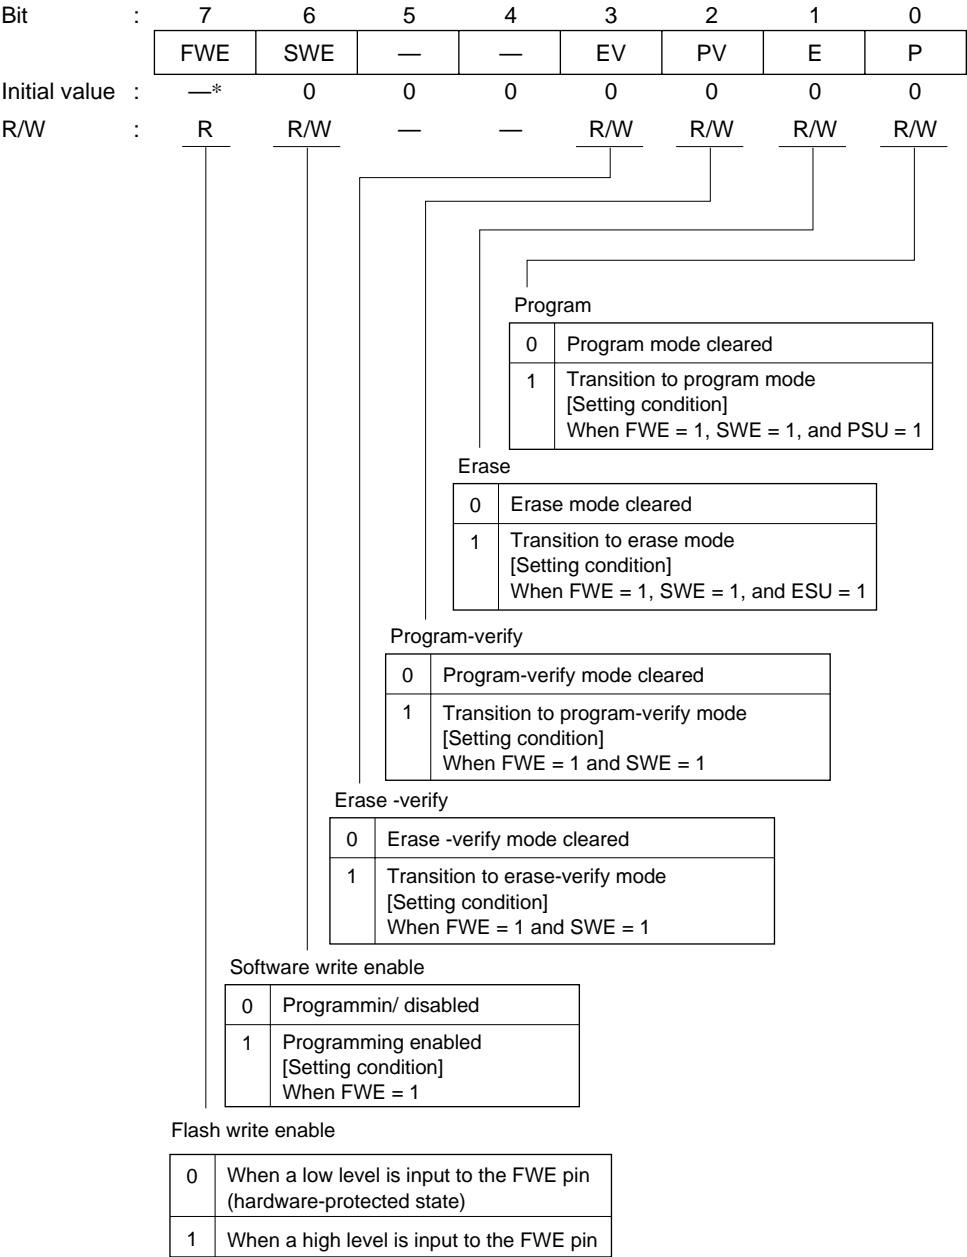 Bit : 7 6 5 4 3 2 1 0
FWE SWE — — EV PV E P
Initial value : —* 0 0 0 0 0 0 0
R/W : R R/W — — R/W R/W R/W R/W
Program
0 Program mode cleared
1 Transition to program mode
[Setting condition]
When FWE = 1, SWE = 1, and PSU = 1
Erase
0 Erase mode cleared
1 Transition to erase mode
[Setting condition]
When FWE = 1, SWE = 1, and ESU = 1
Program-verify
0 Program-verify mode cleared
1 Transition to program-verify mode
[Setting condition]
When FWE = 1 and SWE = 1
Erase -verify
0 Erase -verify mode cleared
1 Transition to erase-verify mode
[Setting condition]
When FWE = 1 and SWE = 1
Software write enable
0 Programmin/ disabled
1 Programming enabled
[Setting condition]
When FWE = 1
Flash write enable
0 When a low level is input to the FWE pin
(hardware-protected state)
1 When a high level is input to the FWE pin